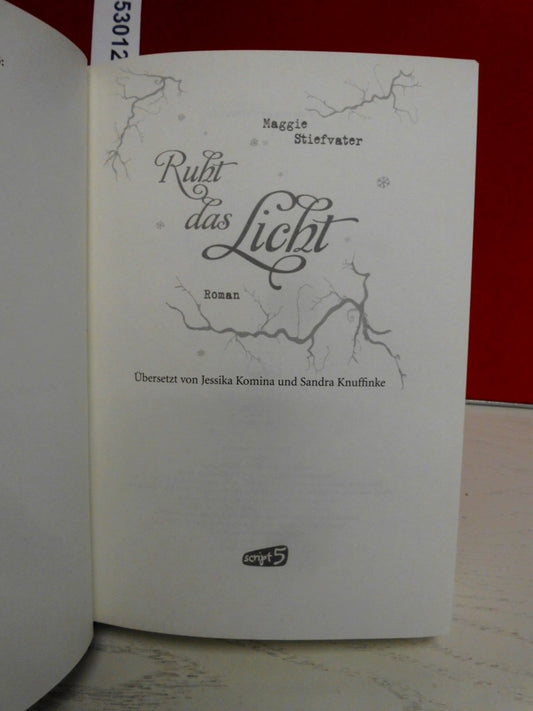 53012
Maggie
Stiefvater
Ruht
das Licht
Roman
Übersetzt von Jessika Komina und Sandra Knuffinke
script 5